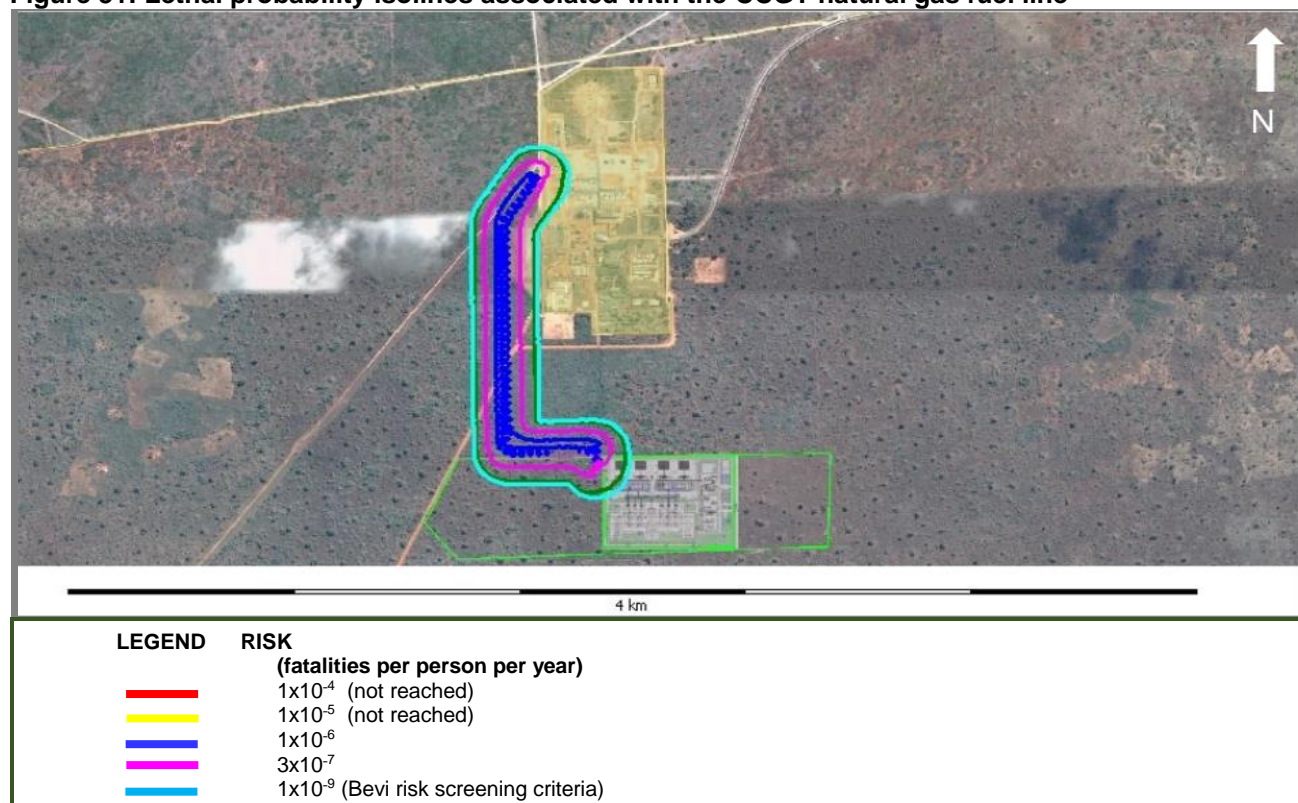 N
4 km
LEGEND RISK
(fatalities per person per year)
1x10-4 (not reached)
1x10-5 (not reached)
1x10-6
3x10-7
1x10-9 (Bevi risk screening criteria)